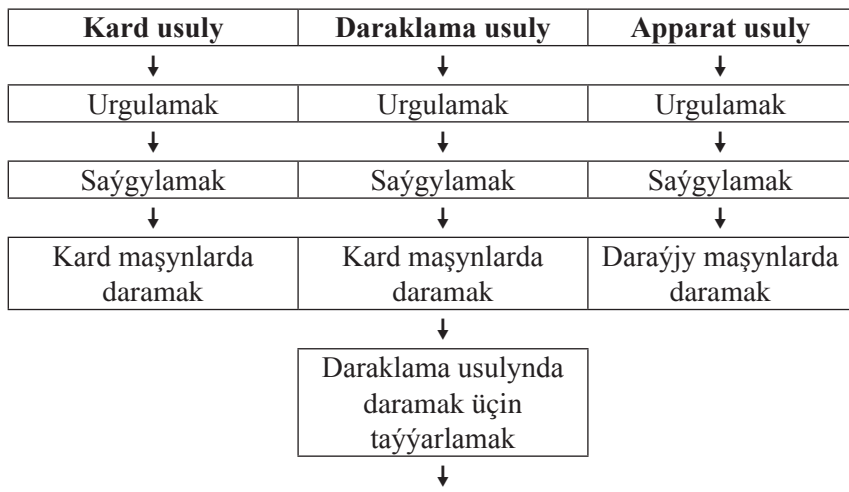 Kard usuly Daraklama usuly Apparat usuly
Urgulamak Urgulamak Urgulamak
Saýgylamak Saýgylamak Saýgylamak
Kard maşynlarda Kard maşynlarda Daraýjy maşynlarda
daramak daramak daramak
Daraklama usulynda
daramak üçin
taýýarlamak